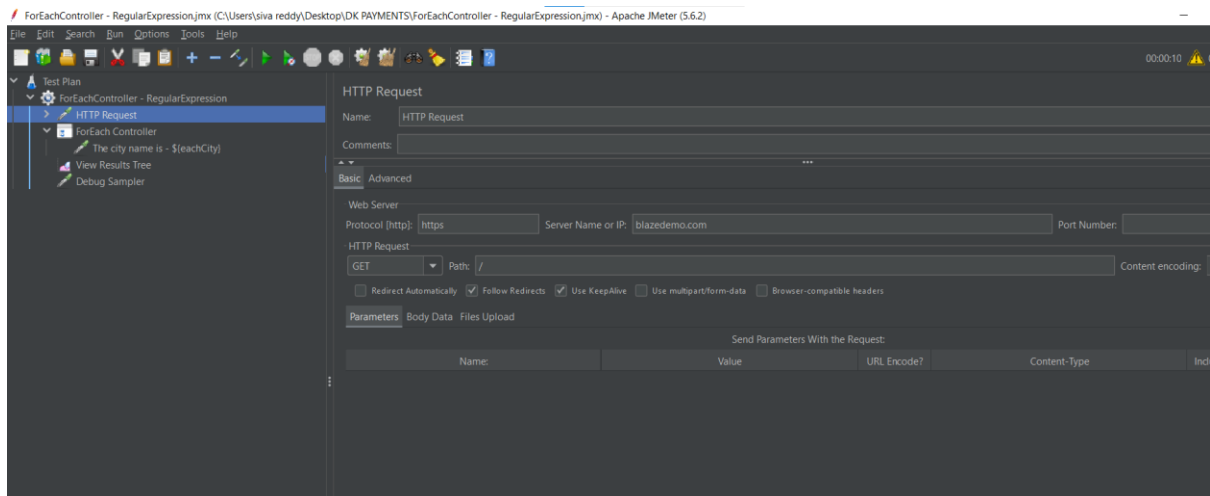 ForEachController - RegularExpression.jmx (C:\Users\siva reddy\Desktop\DK PAYMENTS\ForEachController - RegularExpression.jmx) - Apache JMeter (5.6.2)
File Edit Search Run Options Tools Help
00:00:10
Test Plan
ForEachController - RegularExpression
HTTP Request
ForEach Controller
The city name is - ${eachCity}
View Results Tree
Debug Sampler
HTTP Request
Name: HTTP Request
Comments:
Basic Advanced
Web Server
Protocol [http]: https Server Name or IP: blazedemo.com Port Number:
HTTP Request
GET Path: / Content encoding:
Redirect Automatically Follow Redirects Use KeepAlive Use multipart/form-data Browser-compatible headers
Parameters Body Data Files Upload
Send Parameters With the Request:
Name: Value URL Encode? Content-Type